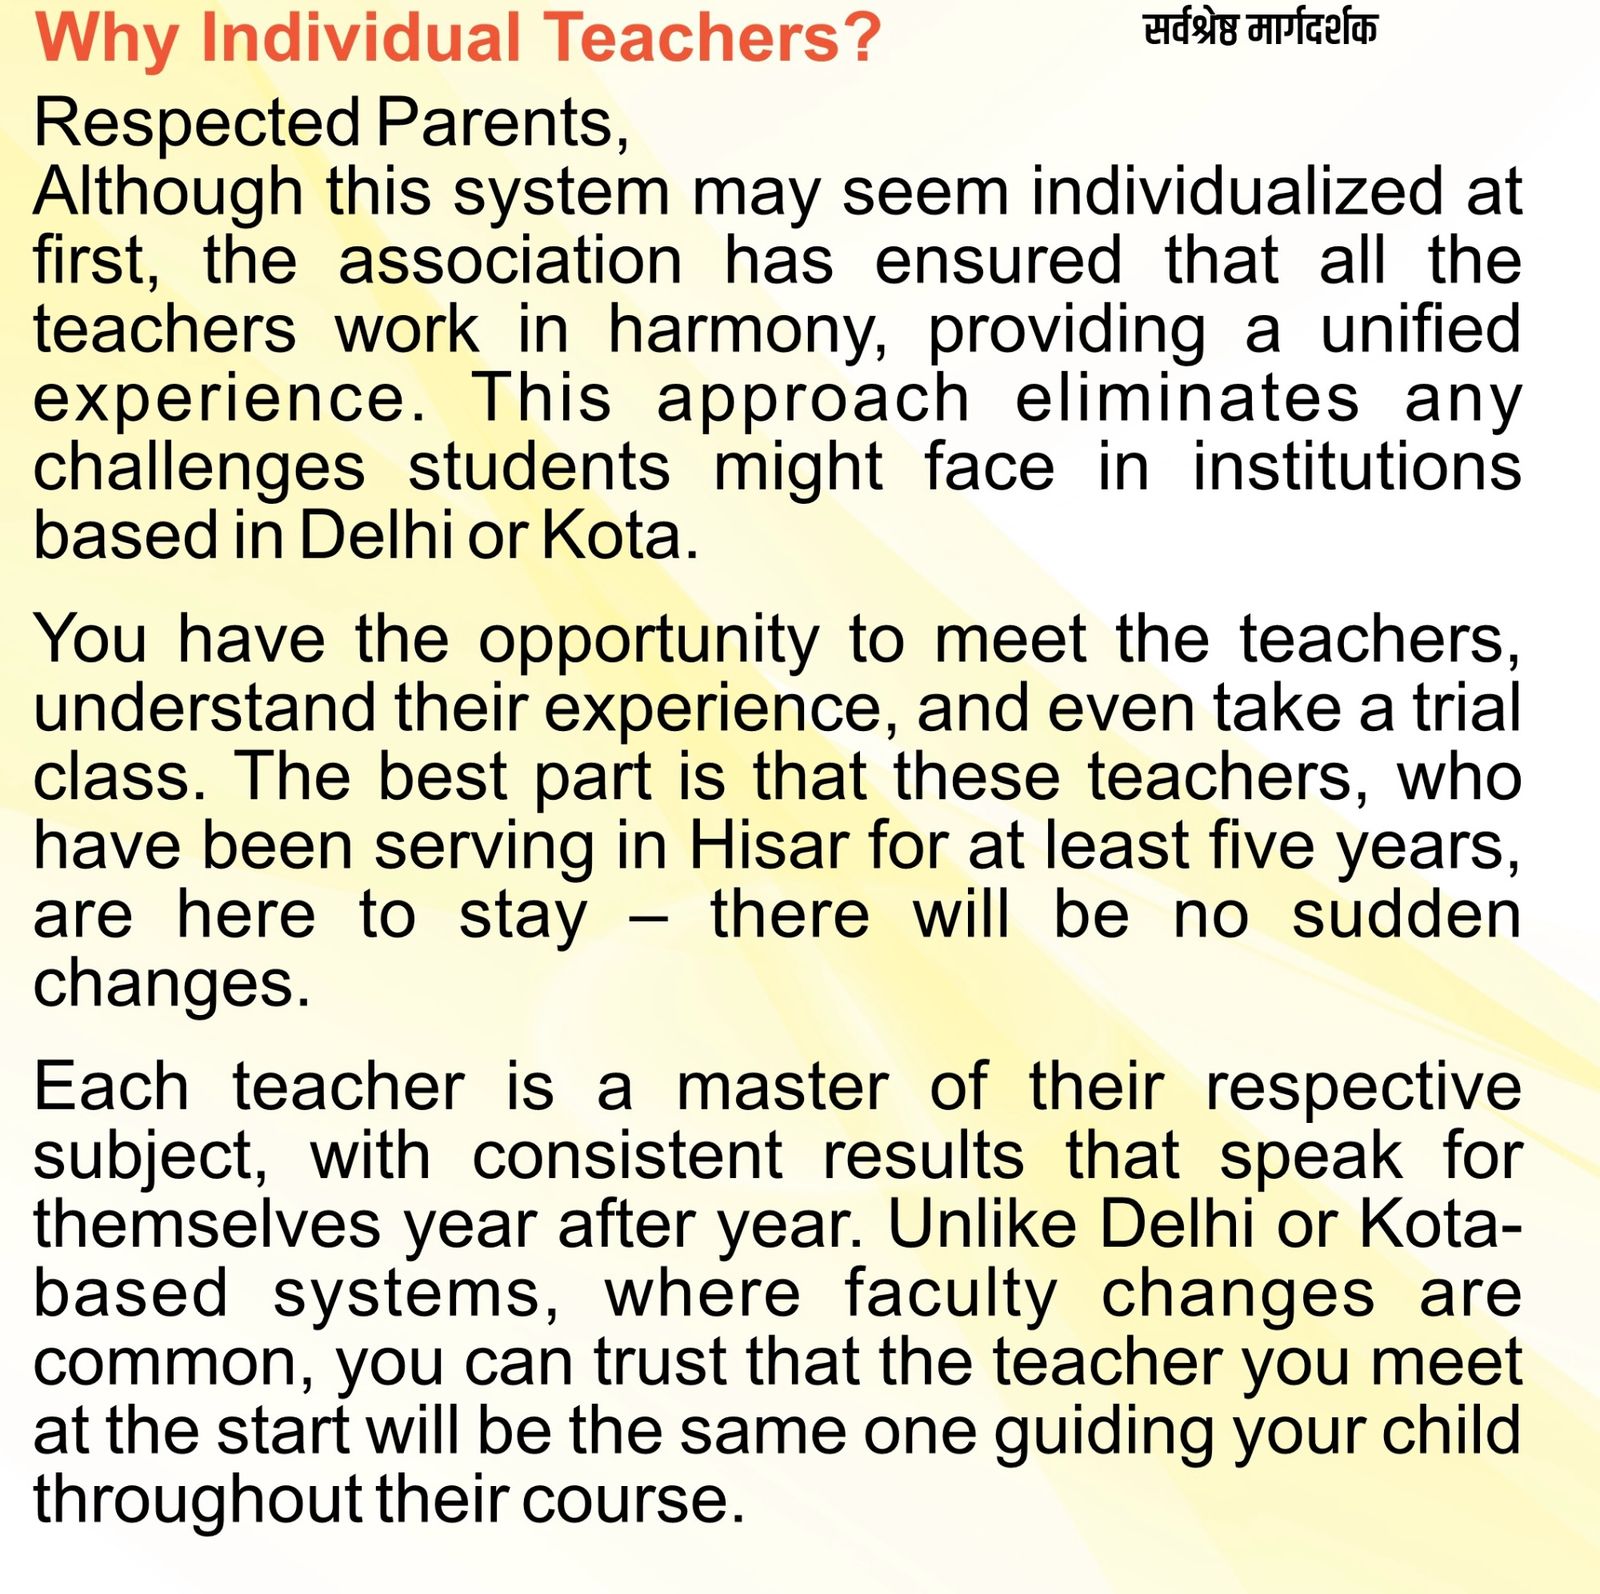 Why Individual Teachers?
सर्वश्रेष्ठ मार्गदर्शक
Respected Parents,
Although this system may seem individualized at
first, the association has ensured that all the
teachers work in harmony, providing a unified
experience. This approach eliminates any
challenges students might face in institutions
based in Delhi or Kota.
You have the opportunity to meet the teachers,
understand their experience, and even take a trial
class. The best part is that these teachers, who
have been serving in Hisar for at least five years,
are here to stay – there will be no sudden
changes.
Each teacher is a master of their respective
subject, with consistent results that speak for
themselves year after year. Unlike Delhi or Kota-
based systems, where faculty changes are
common, you can trust that the teacher you meet
at the start will be the same one guiding your child
throughout their course.